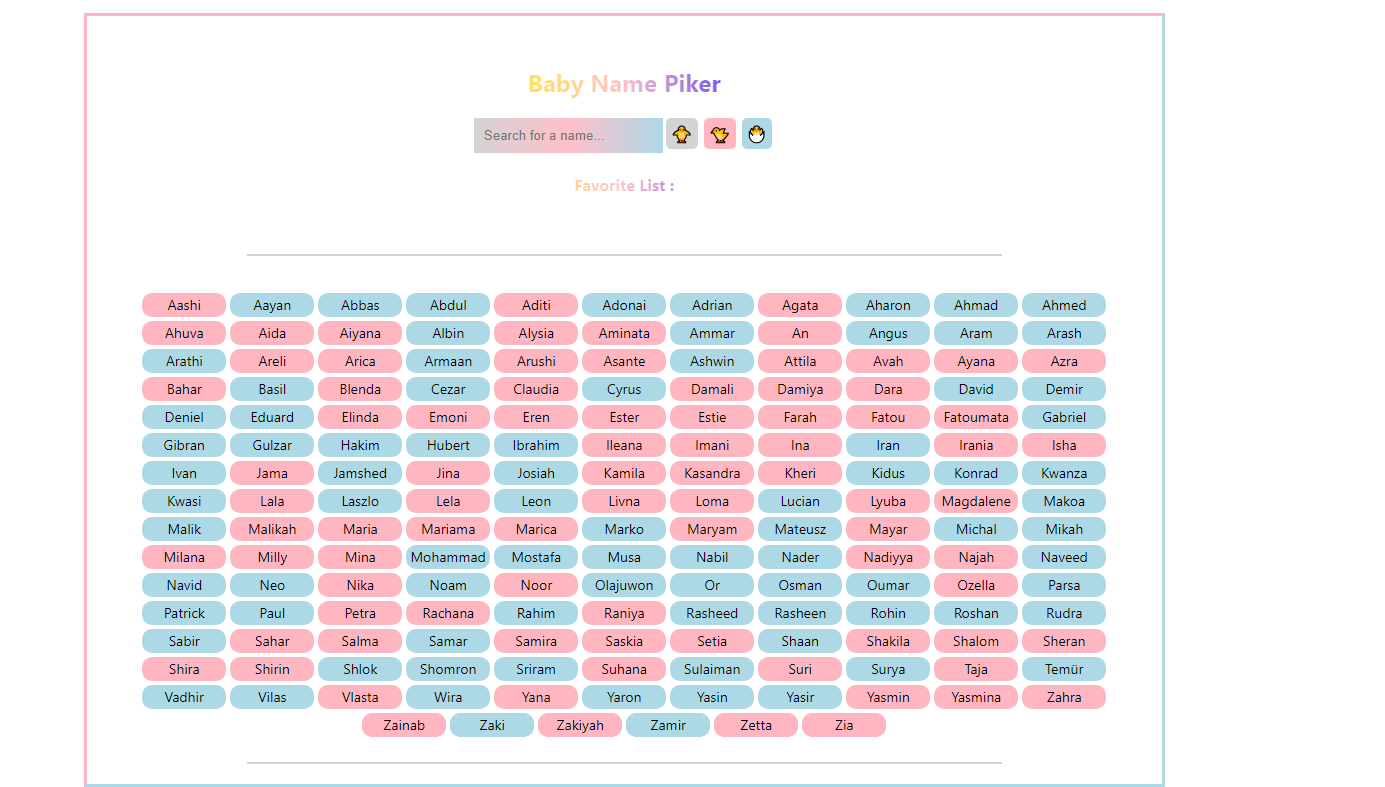 Baby Name Piker
Search for a name...
Favorite List :
Aashi Aayan Abbas Abdul Aditi Adonai Adrian Agata Aharon Ahmad Ahmed
Ahuva Aida Aiyana Albin Alysia Aminata Ammar An Angus Aram Arash
Arathi Areli Arica Armaan Arushi Asante Ashwin Attila Avah Ayana Azra
Bahar Basil Blenda Cezar Claudia Cyrus Damali Damiya Dara David Demir
Deniel Eduard Elinda Emoni Eren Ester Estie Farah Fatou Fatoumata Gabriel
Gibran Gulzar Hakim Hubert Ibrahim Ileana Imani Ina Iran Irania Isha
Ivan Jama Jamshed Jina Josiah Kamila Kasandra Kheri Kidus Konrad Kwanza
Kwasi Lala Laszlo Lela Leon Livna Loma Lucian Lyuba Magdalene Makoa
Malik Malikah Maria Mariama Marica Marko Maryam Mateusz Mayar Michal Mikah
Milana Milly Mina Mohammad Mostafa Musa Nabil Nader Nadiyya Najah Naveed
Navid Neo Nika Noam Noor Olajuwon Or Osman Oumar Ozella Parsa
Patrick Paul Petra Rachana Rahim Raniya Rasheed Rasheen Rohin Roshan Rudra
Sabir Sahar Salma Samar Samira Saskia Setia Shaan Shakila Shalom Sheran
Shira Shirin Shlok Shomron Sriram Suhana Sulaiman Suri Surya Taja Temür
Vadhir Vilas Vlasta Wira Yana Yaron Yasin Yasir Yasmin Yasmina Zahra
Zainab Zaki Zakiyah Zamir Zetta Zia